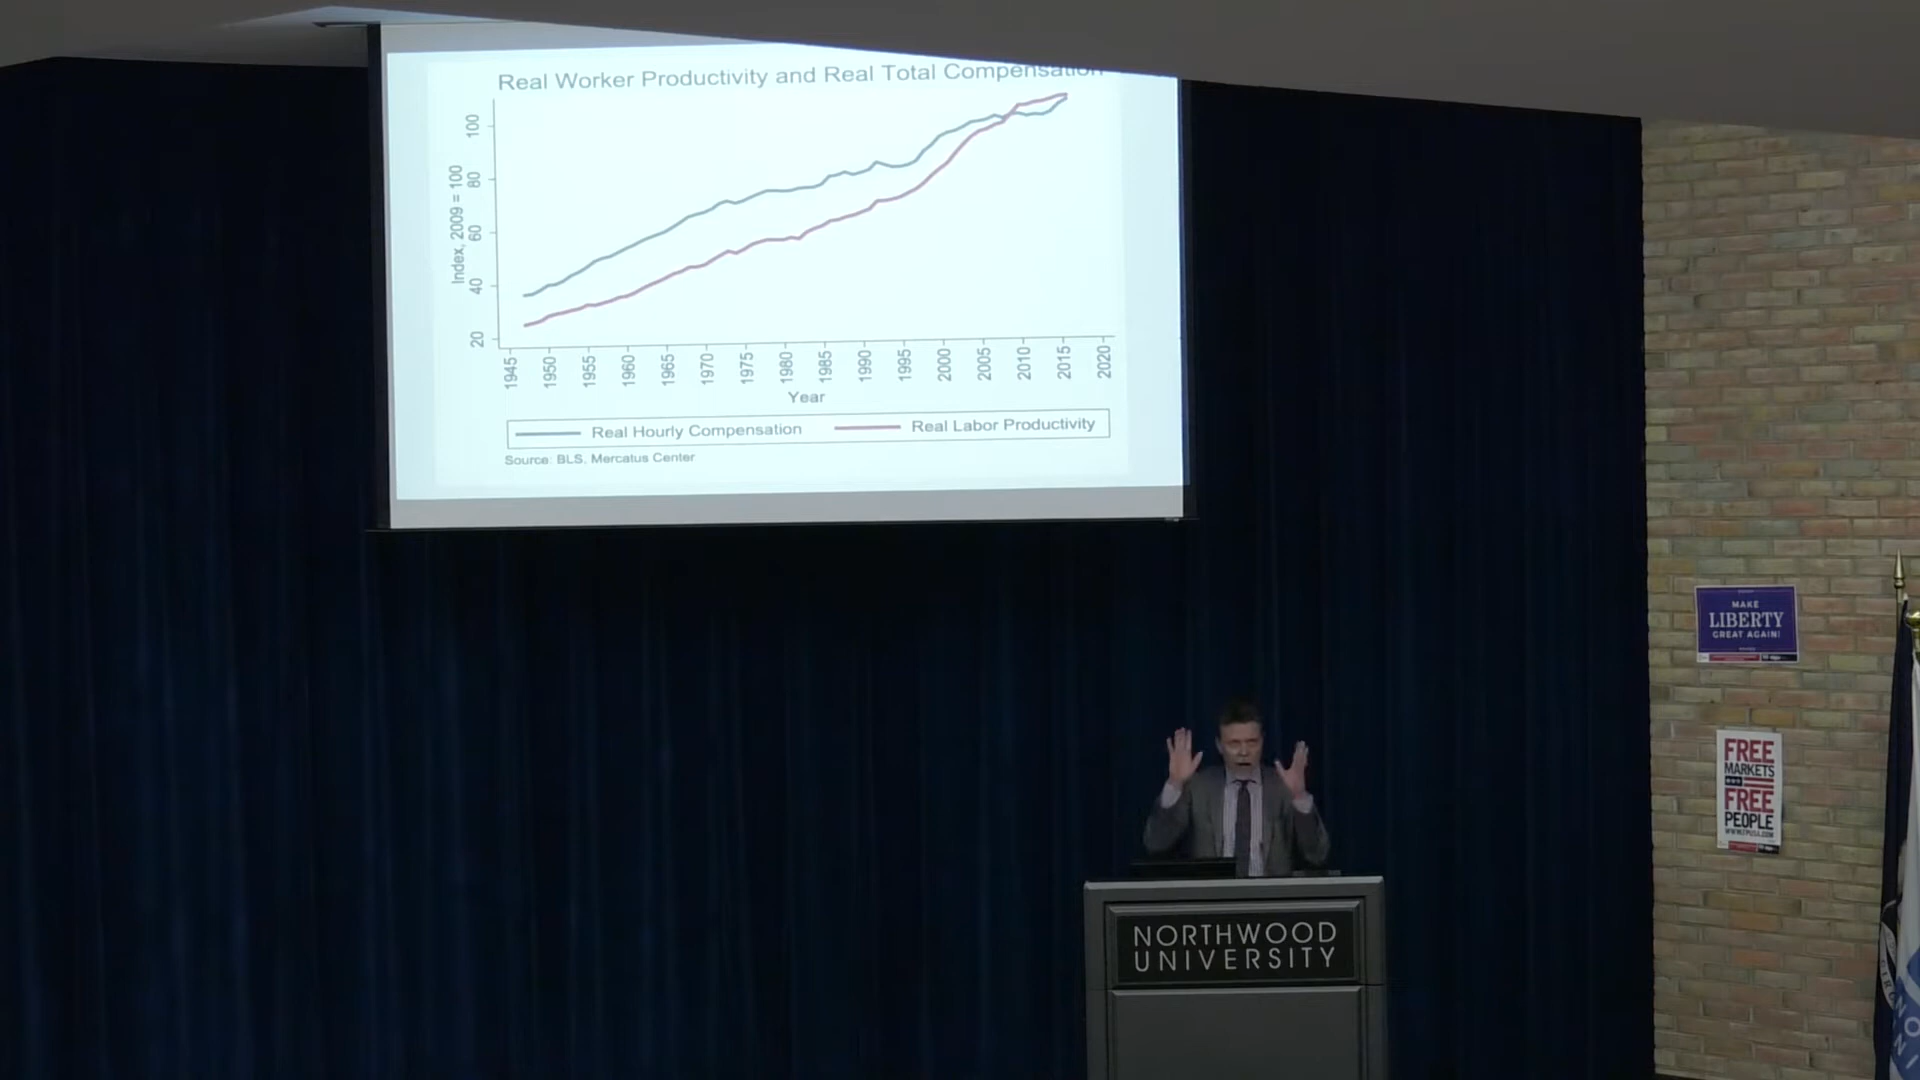 Real Worker Productivity and Real Total Compensation
Index, 2009 = 100
100
80
60
40
20
1945
1950
1955
1960
1965
1970
1975
1980
1985
1990
1995
2000
2005
2010
2015
2020
Year
Real Hourly Compensation
Real Labor Productivity
Source: BLS, Mercatus Center
MAKE
LIBERTY
GREAT AGAIN!
FREE
MARKETS
FREE
PEOPLE
NORTHWOOD
UNIVERSITY